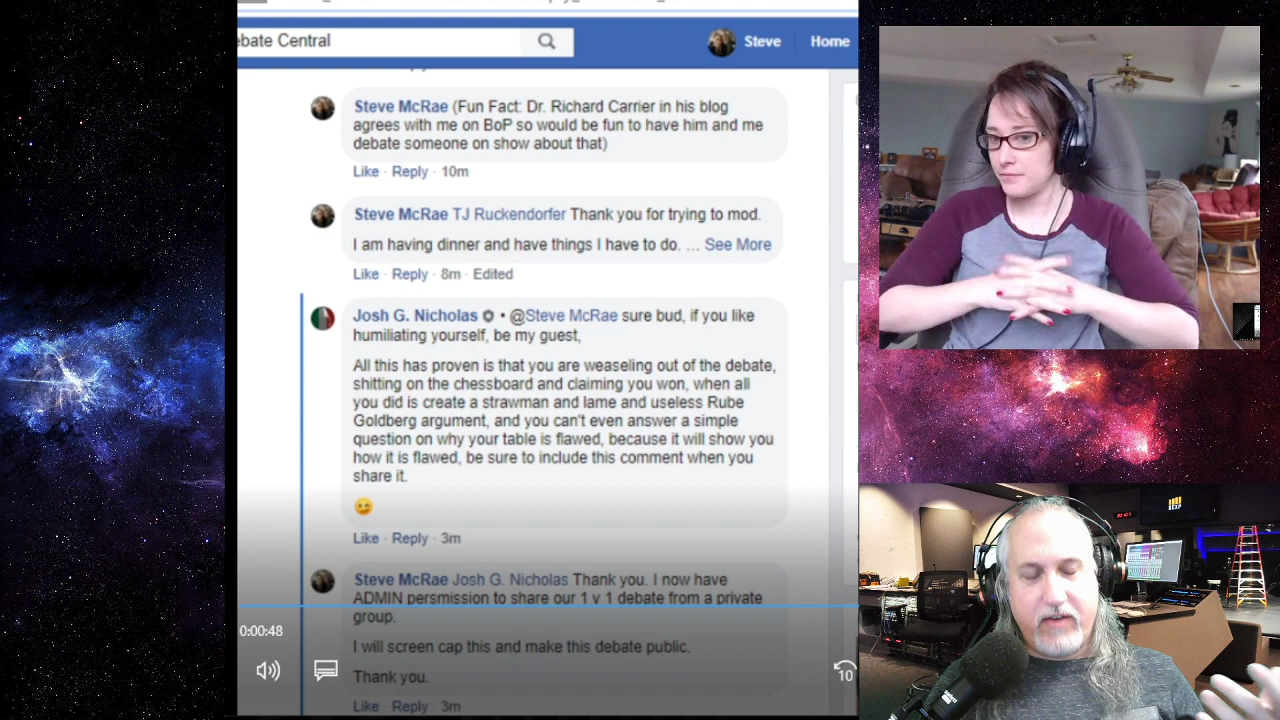 ebate Central
Steve
Home
Steve McRae (Fun Fact: Dr. Richard Carrier in his blog
agrees with me on BoP so would be fun to have him and me
debate someone on show about that)
Like · Reply · 10m
Steve McRae TJ Ruckendorfer Thank you for trying to mod.
I am having dinner and have things I have to do. ... See More
Like · Reply · 8m · Edited
Josh G. Nicholas • @Steve McRae sure bud, if you like
humiliating yourself, be my guest,
All this has proven is that you are weaseling out of the debate,
shitting on the chessboard and claiming you won, when all
you did is create a strawman and lame and useless Rube
Goldberg argument, and you can't even answer a simple
question on why your table is flawed, because it will show you
how it is flawed, be sure to include this comment when you
share it.
Like · Reply · 3m
Steve McRae Josh G. Nicholas Thank you. I now have
ADMIN persmission to share our 1 v 1 debate from a private
group.
I will screen cap this and make this debate public.
Thank you.
Like · Reply · 3m
0:00:48
10